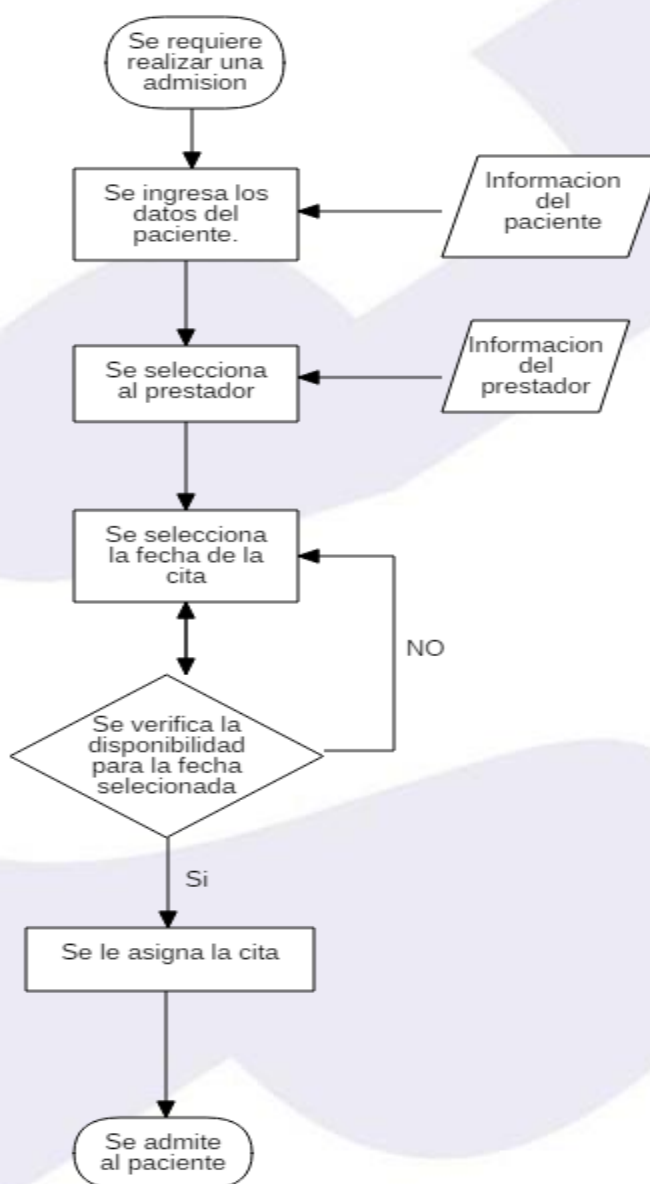 Se requiere
realizar una
admision
Se ingresa los
datos del
paciente.
Informacion
del
paciente
Se selecciona
al prestador
Informacion
del
prestador
Se selecciona
la fecha de la
cita
NO
Se verifica la
disponibilidad
para la fecha
selecionada
Si
Se le asigna la cita
Se admite
al paciente